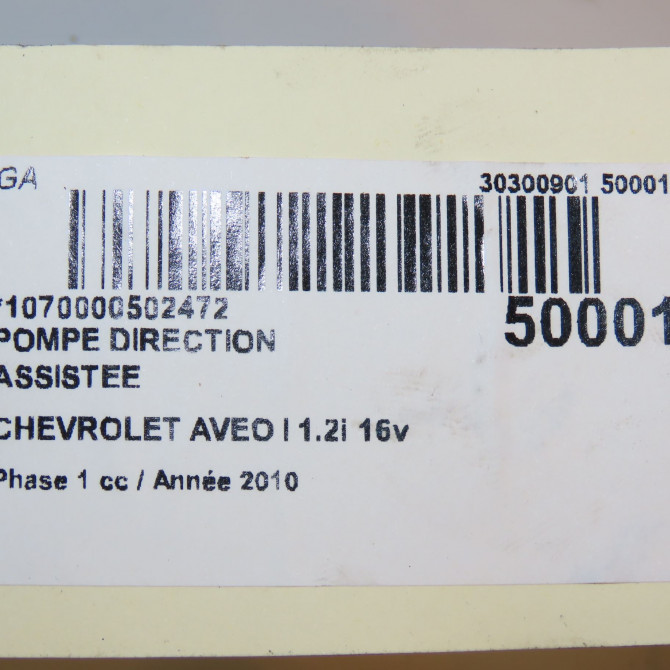 GA
30300901 50001
*1070000502472
50001
POMPE DIRECTION
ASSISTEE
CHEVROLET AVEO I 1.2i 16v
Phase 1 cc / Année 2010